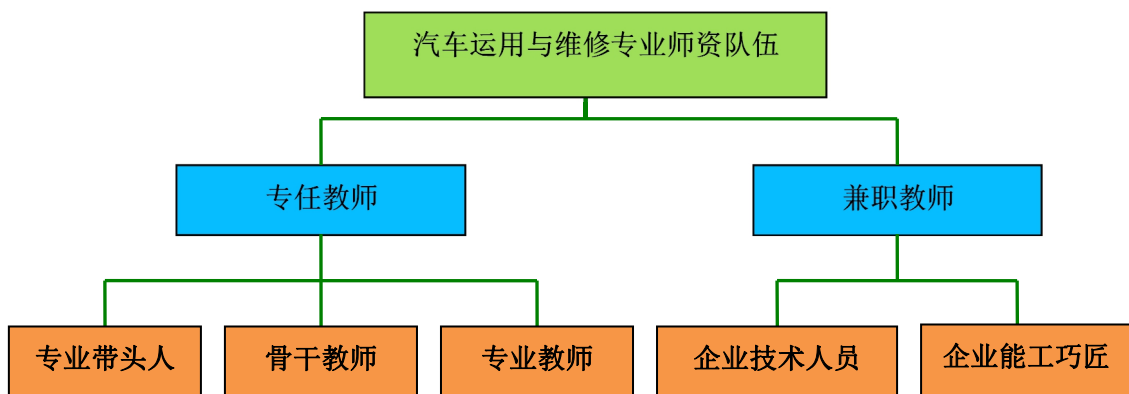 汽车运用与维修专业师资队伍
专任教师
兼职教师
专业带头人
骨干教师
专业教师
企业技术人员
企业能工巧匠